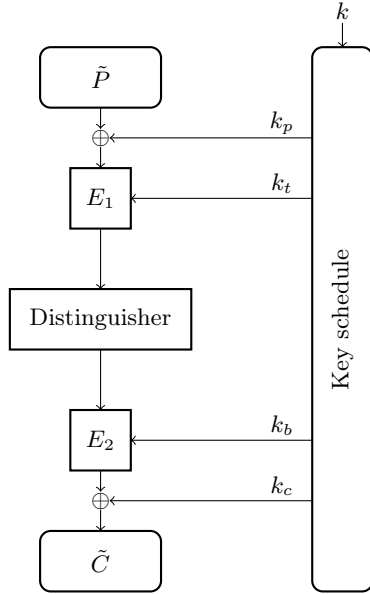 k
P̃
k_p
⊕
E_1
k_t
Distinguisher
Key schedule
E_2
k_b
⊕
k_c
C̃